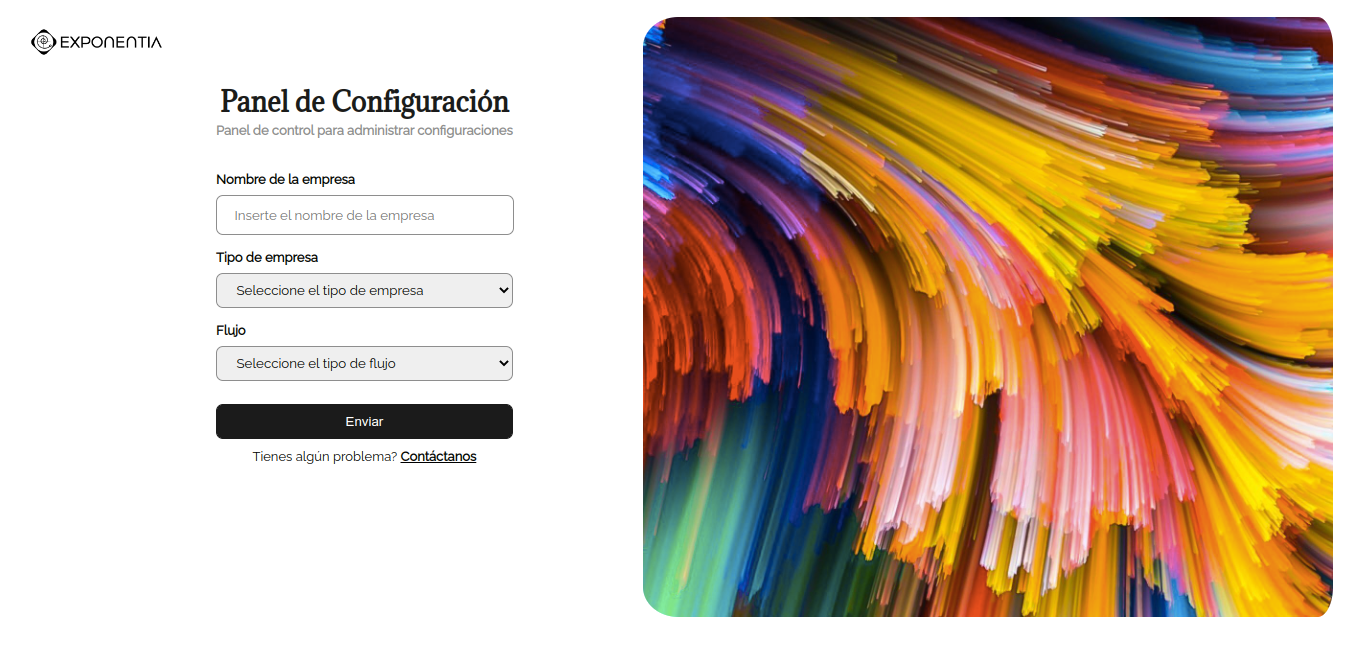 EXPONENTIA
Panel de Configuración
Panel de control para administrar configuraciones
Nombre de la empresa
Inserte el nombre de la empresa
Tipo de empresa
Seleccione el tipo de empresa
Flujo
Seleccione el tipo de flujo
Enviar
Tienes algún problema? Contáctanos